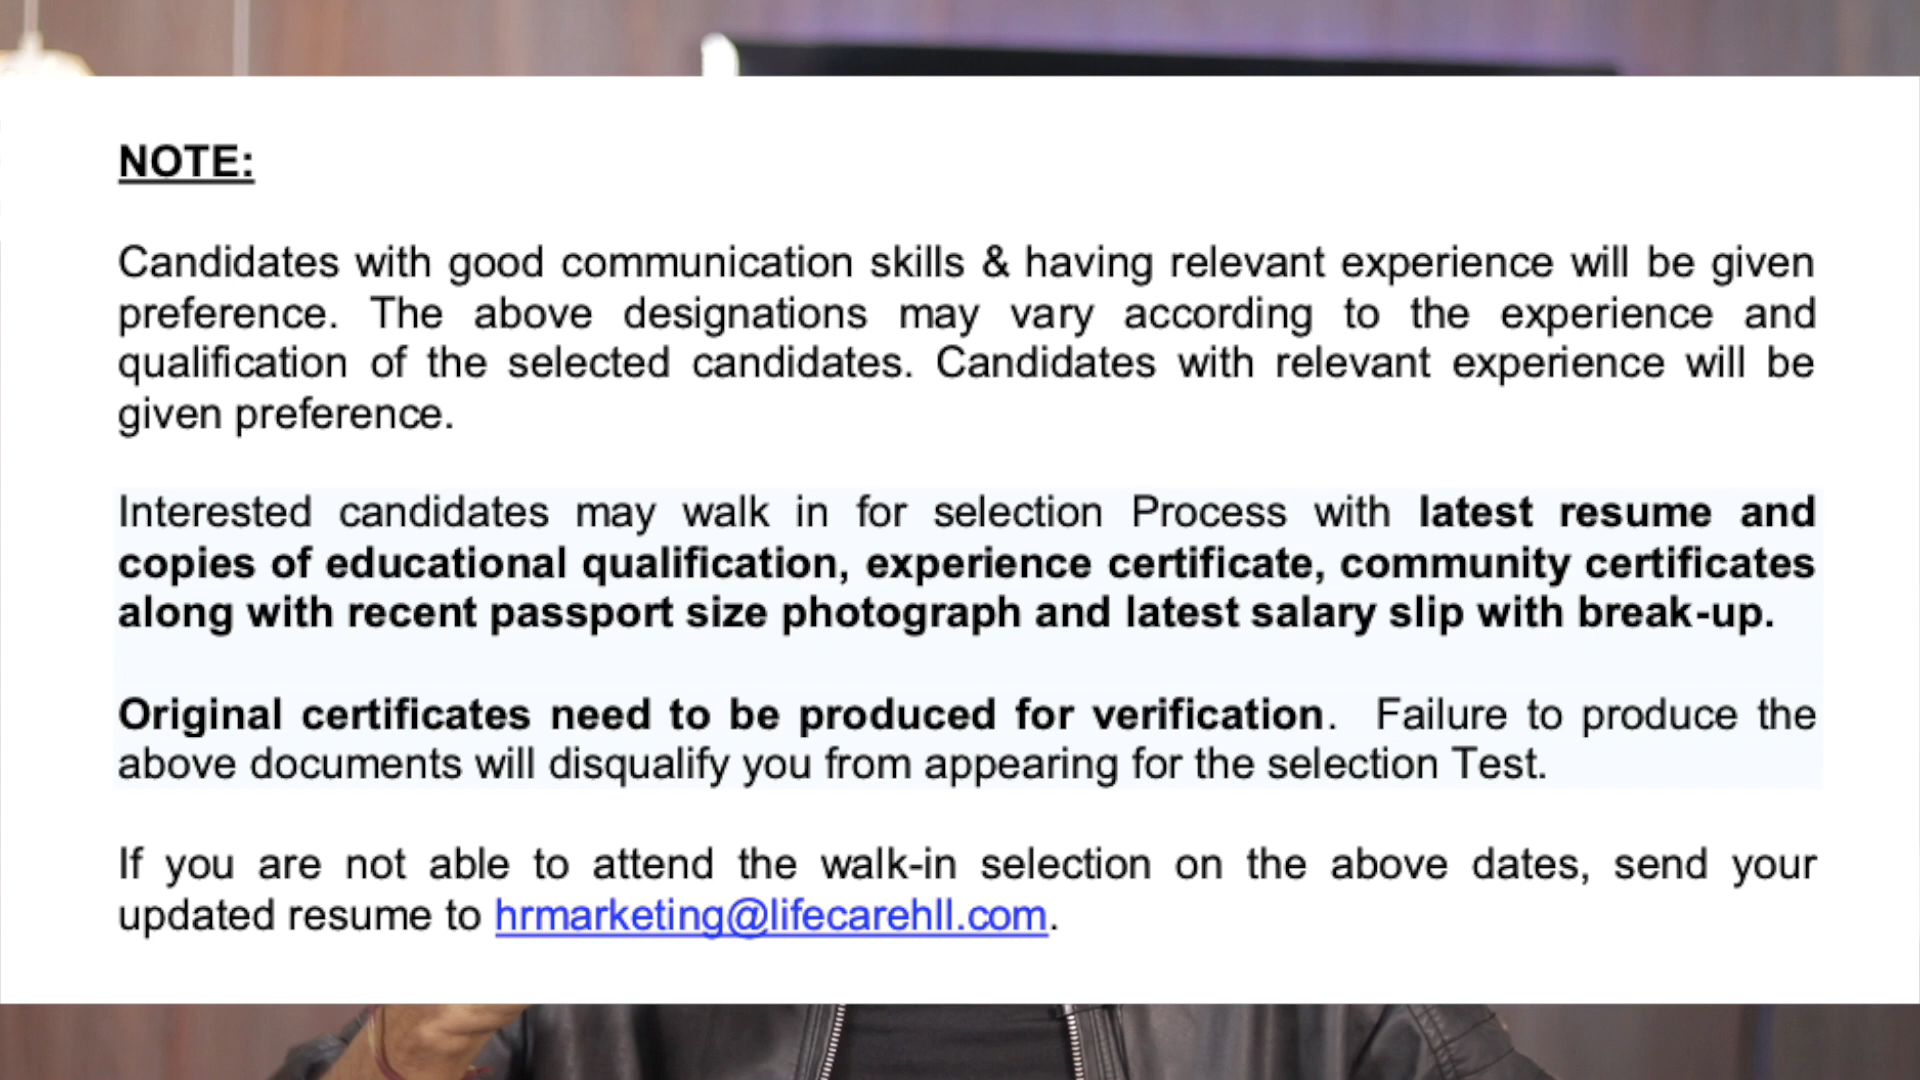 NOTE:
Candidates with good communication skills & having relevant experience will be given
preference. The above designations may vary according to the experience and
qualification of the selected candidates. Candidates with relevant experience will be
given preference.
Interested candidates may walk in for selection Process with latest resume and
copies of educational qualification, experience certificate, community certificates
along with recent passport size photograph and latest salary slip with break-up.
Original certificates need to be produced for verification. Failure to produce the
above documents will disqualify you from appearing for the selection Test.
If you are not able to attend the walk-in selection on the above dates, send your
updated resume to hrmarketing@lifecarehll.com.